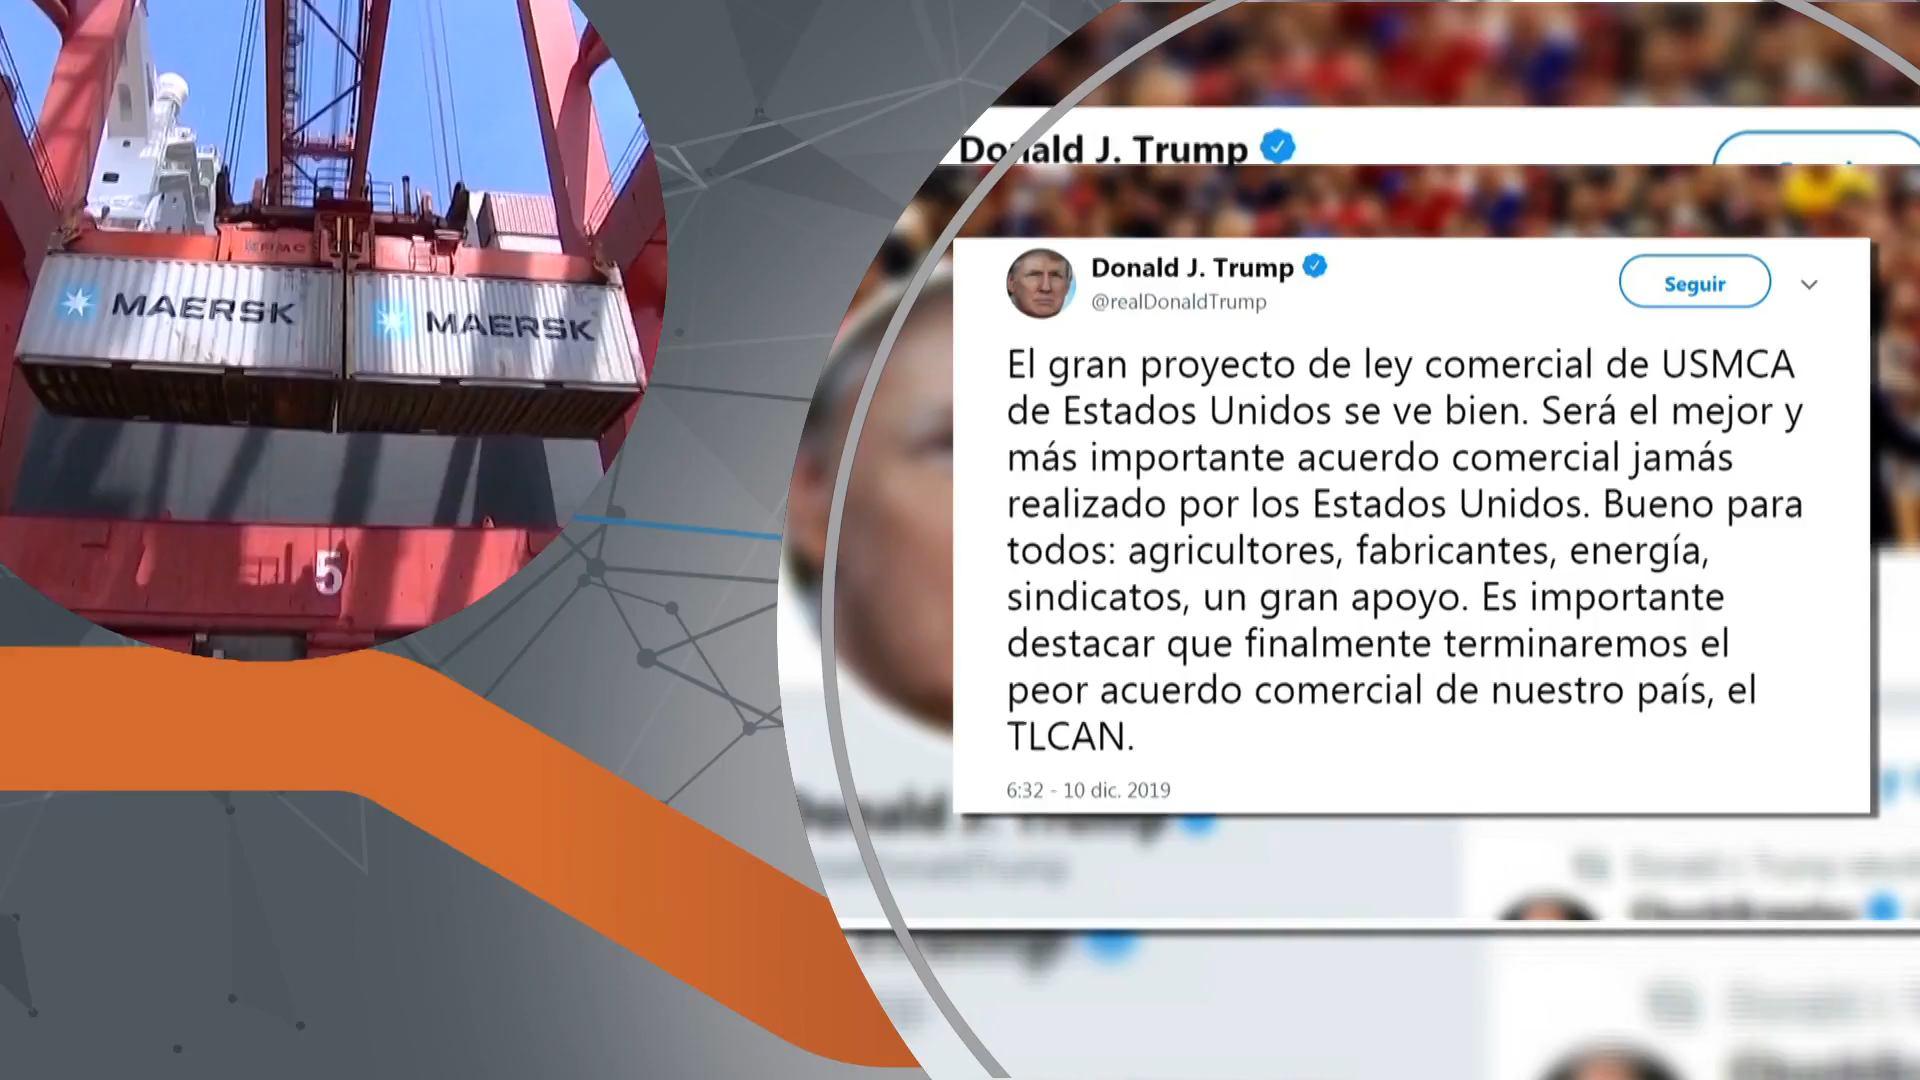 MAERSK
MAERSK
5
Donald J. Trump
Donald J. Trump
@realDonaldTrump
Seguir
El gran proyecto de ley comercial de USMCA
de Estados Unidos se ve bien. Será el mejor y
más importante acuerdo comercial jamás
realizado por los Estados Unidos. Bueno para
todos: agricultores, fabricantes, energía,
sindicatos, un gran apoyo. Es importante
destacar que finalmente terminaremos el
peor acuerdo comercial de nuestro país, el
TLCAN.
6:32 - 10 dic. 2019